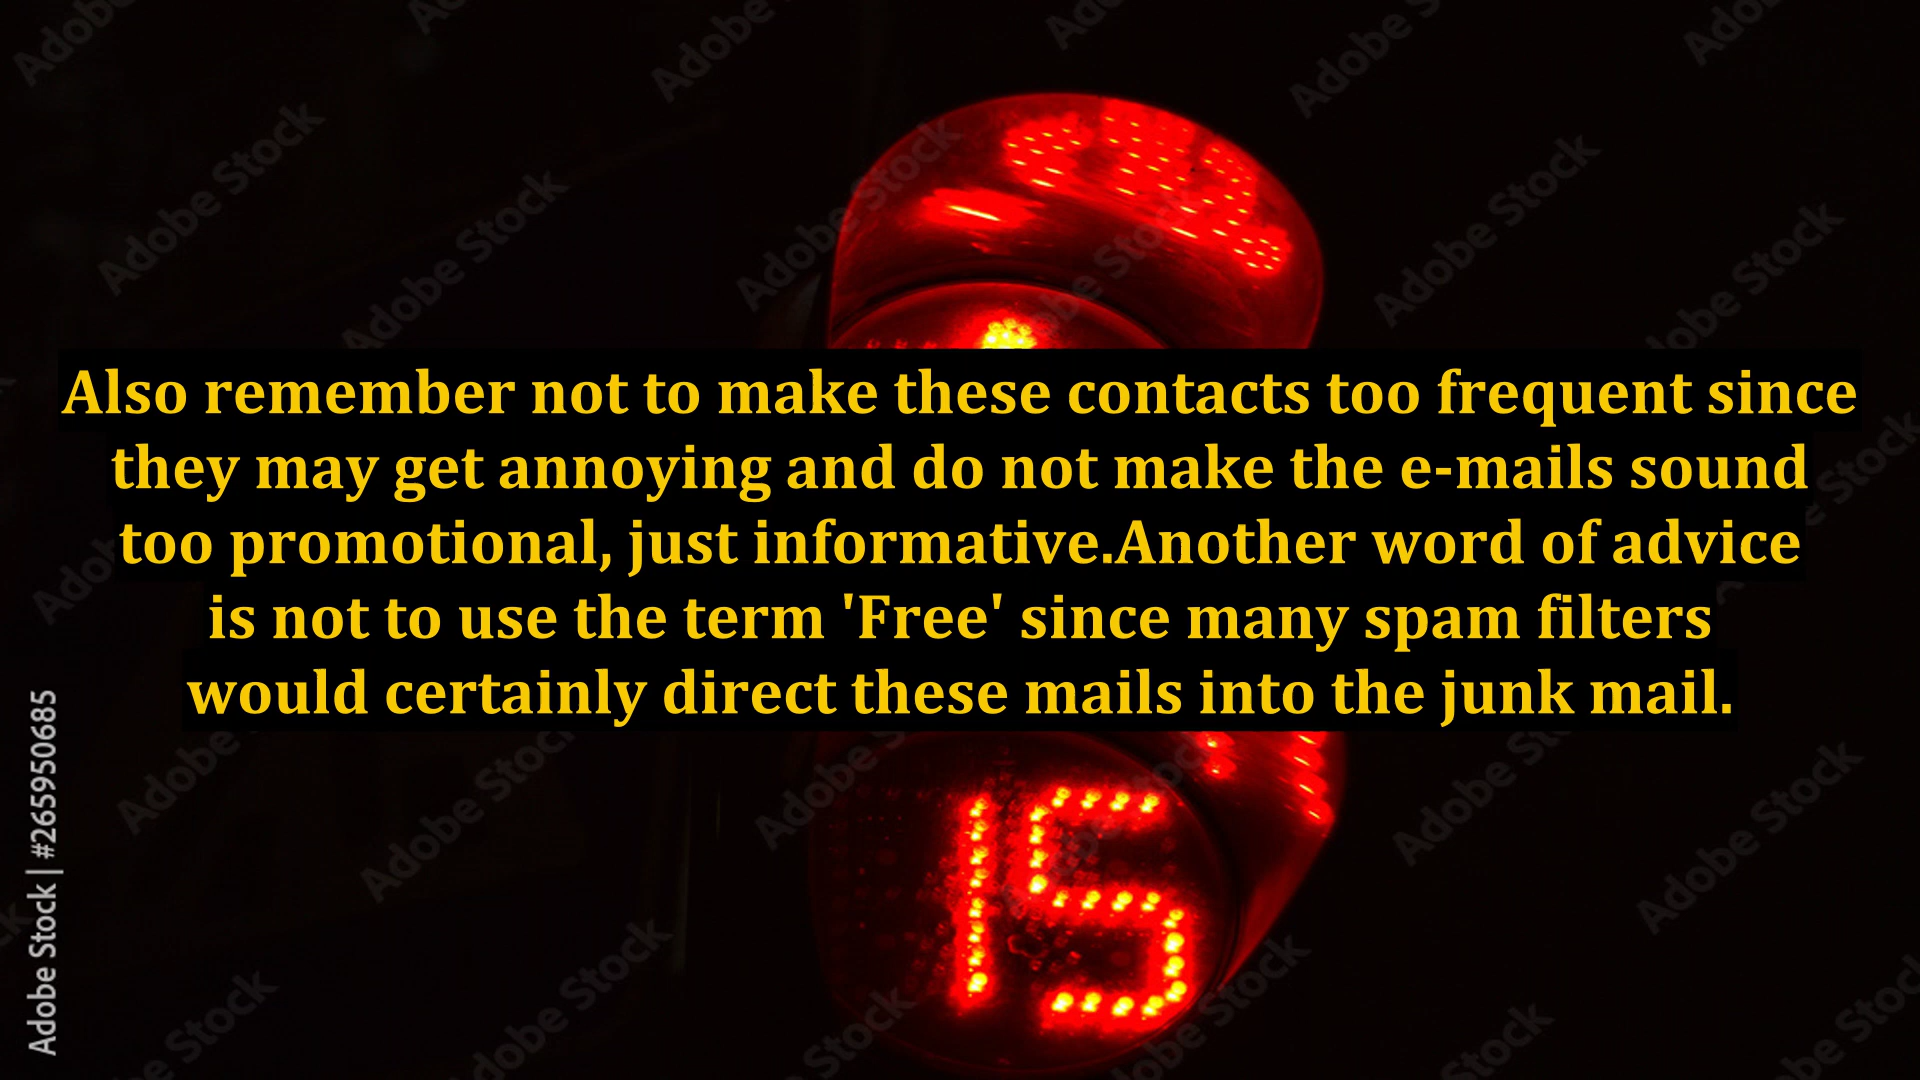 Also remember not to make these contacts too frequent since
they may get annoying and do not make the e-mails sound
too promotional, just informative.Another word of advice
is not to use the term 'Free' since many spam filters
would certainly direct these mails into the junk mail.
15
Adobe Stock | #265950685
Adobe Stock